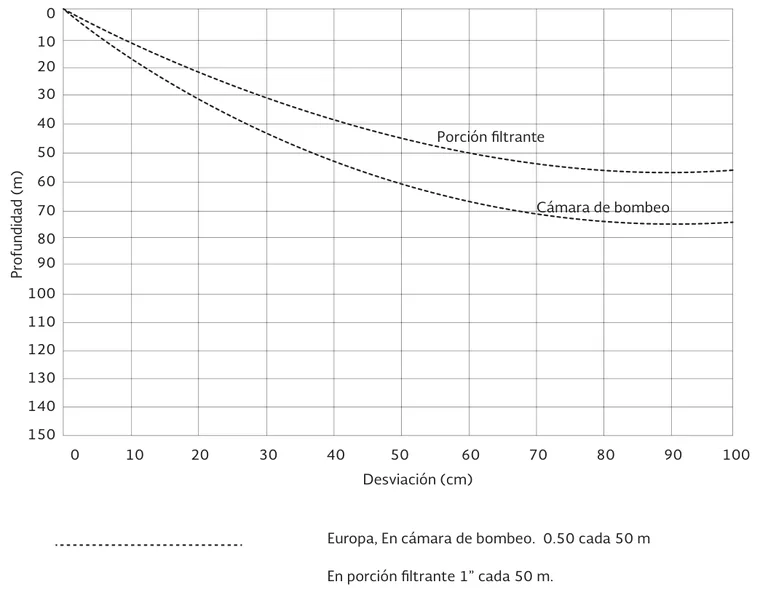 0
10
20
30
40
50
60
70
80
90
100
110
120
130
140
150
Profundidad (m)
Porción filtrante
Cámara de bombeo
0 10 20 30 40 50 60 70 80 90 100
Desviación (cm)
Europa, En cámara de bombeo. 0.50 cada 50 m
En porción filtrante 1” cada 50 m.